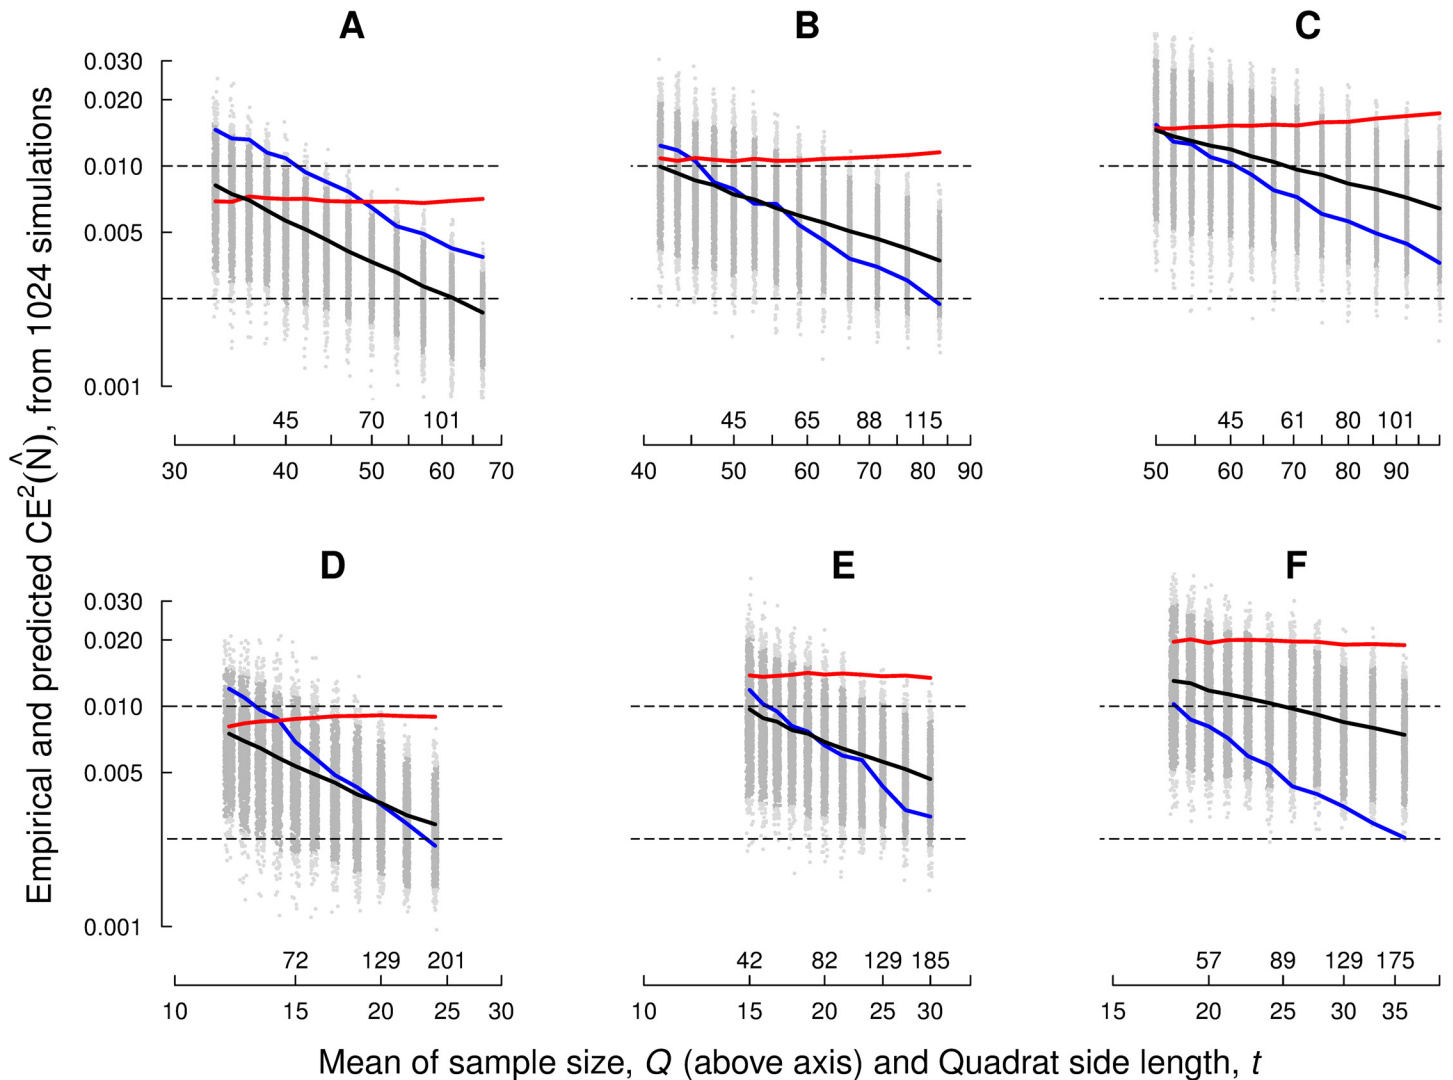 A B C
Empirical and predicted CE²(N̂), from 1024 simulations
0.030
0.020
0.010
0.005
0.001
45 70 101
30 40 50 60 70
45 65 88 115
40 50 60 70 80 90
45 61 80 101
50 60 70 80 90
D E F
0.030
0.020
0.010
0.005
0.001
72 129 201
10 15 20 25 30
42 82 129 185
10 15 20 25 30
57 89 129 175
15 20 25 30 35
Mean of sample size, Q (above axis) and Quadrat side length, t